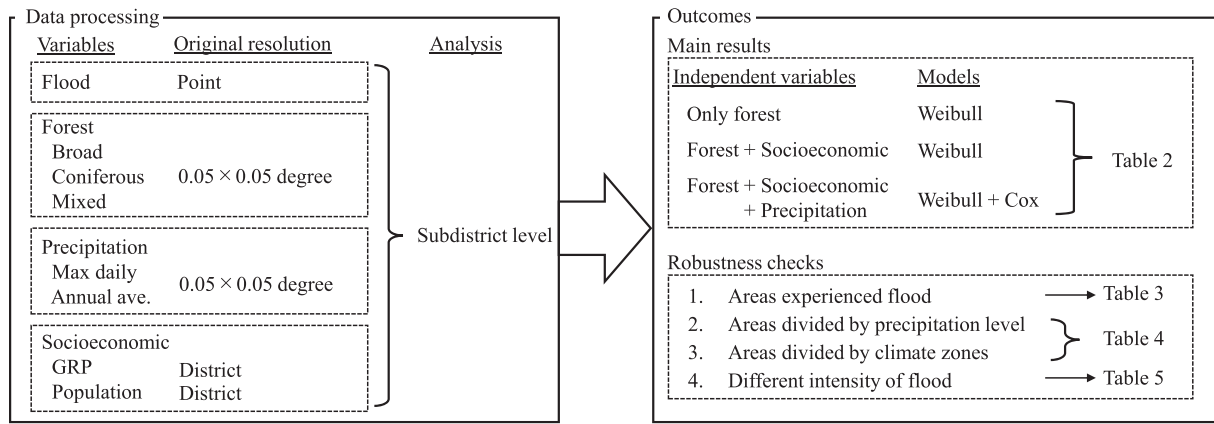 Data processing
Variables Original resolution Analysis
Flood Point
Forest
Broad
Coniferous 0.05 × 0.05 degree
Mixed
Precipitation
Max daily
Annual ave. 0.05 × 0.05 degree
Socioeconomic
GRP District
Population District
Subdistrict level
Outcomes
Main results
Independent variables Models
Only forest Weibull
Forest + Socioeconomic Weibull
Forest + Socioeconomic
+ Precipitation Weibull + Cox
Table 2
Robustness checks
1. Areas experienced flood Table 3
2. Areas divided by precipitation level
3. Areas divided by climate zones
Table 4
4. Different intensity of flood Table 5